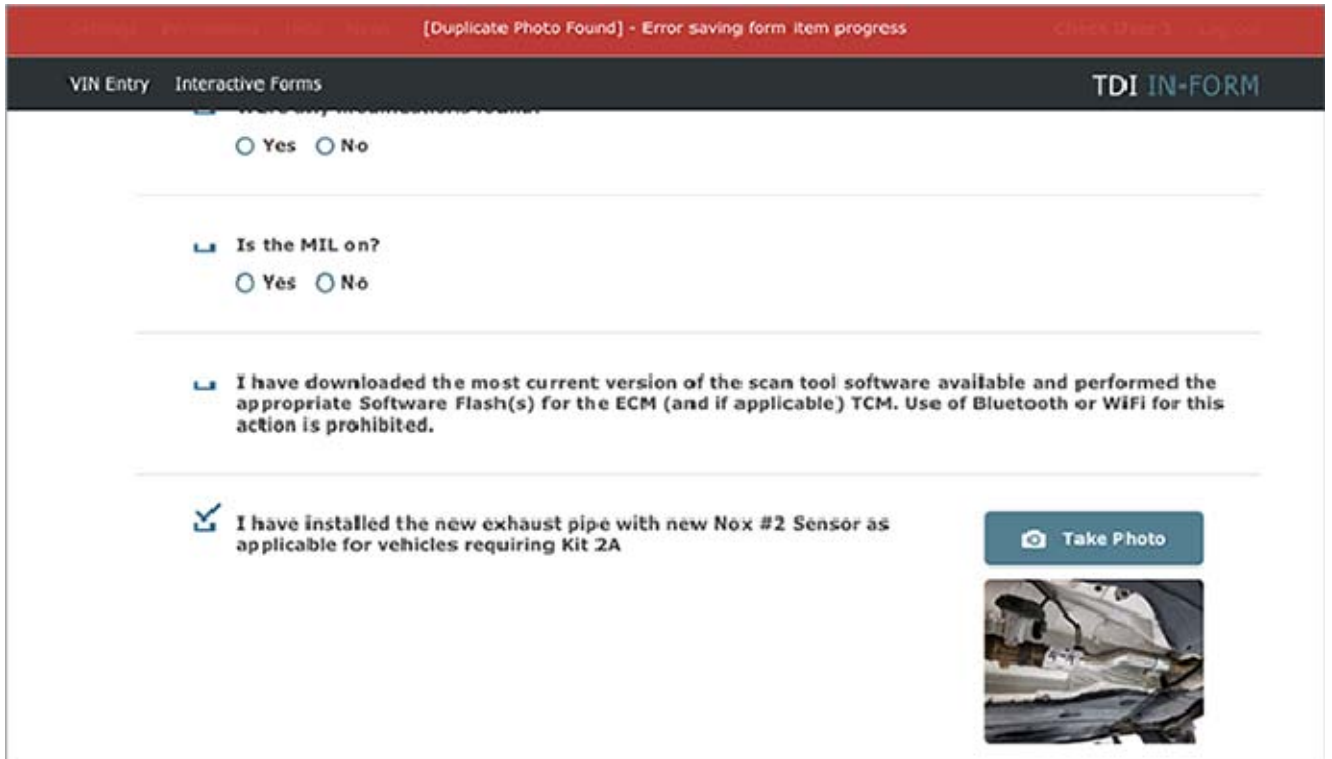 [Duplicate Photo Found] - Error saving form item progress
VIN Entry Interactive Forms TDI IN-FORM
Yes No
Is the MIL on?
Yes No
I have downloaded the most current version of the scan tool software available and performed the
appropriate Software Flash(s) for the ECM (and if applicable) TCM. Use of Bluetooth or WiFi for this
action is prohibited.
I have installed the new exhaust pipe with new Nox #2 Sensor as
applicable for vehicles requiring Kit 2A
Take Photo